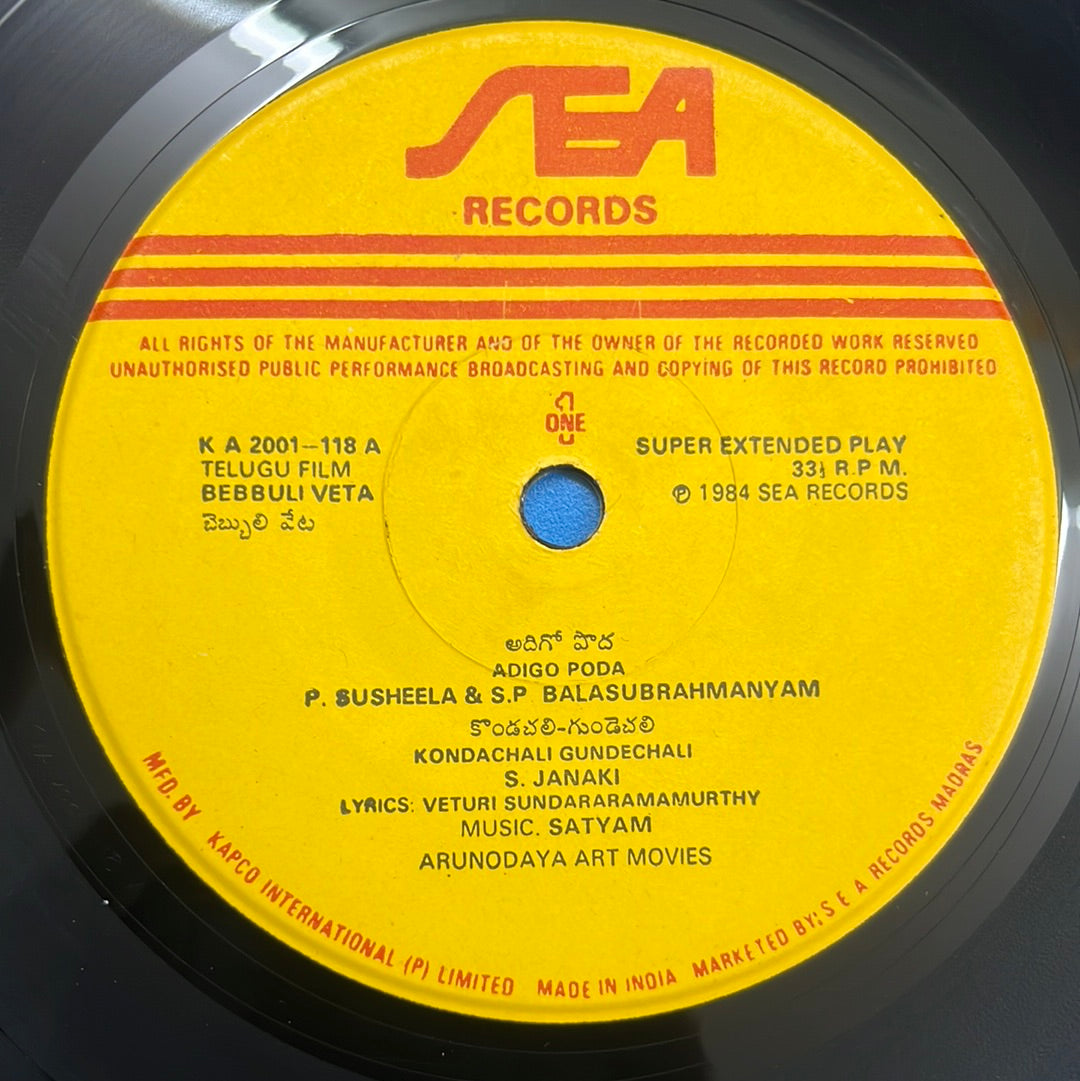 SEA
RECORDS
ALL RIGHTS OF THE MANUFACTURER AND OF THE OWNER OF THE RECORDED WORK RESERVED
UNAUTHORISED PUBLIC PERFORMANCE BROADCASTING AND COPYING OF THIS RECORD PROHIBITED
1
ONE
K A 2001-118 A
TELUGU FILM
BEBBULI VETA
బెబ్బులి వేట
SUPER EXTENDED PLAY
33⅓ R.P.M.
℗ 1984 SEA RECORDS
అదిగో పొద
ADIGO PODA
P. SUSHEELA & S.P. BALASUBRAHMANYAM
కొండచలి-గుండెచలి
KONDACHALI GUNDECHALI
S. JANAKI
LYRICS: VETURI SUNDARARAMAMURTHY
MUSIC. SATYAM
ARUNODAYA ART MOVIES
MFD. BY KAPCO INTERNATIONAL (P) LIMITED MADE IN INDIA MARKETED BY: S E A RECORDS MADRAS